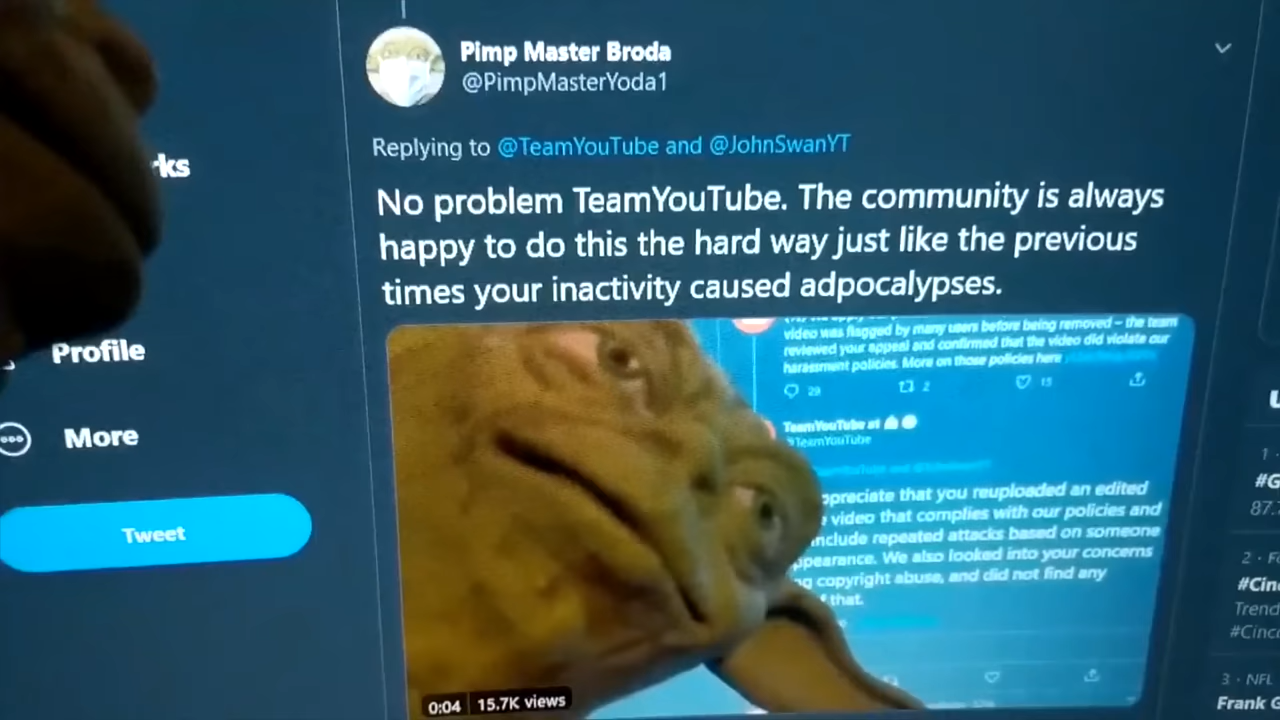 Pimp Master Broda
@PimpMasterYoda1
Replying to @TeamYouTube and @JohnSwanYT
No problem TeamYouTube. The community is always
happy to do this the hard way just like the previous
times your inactivity caused adpocalypses.
rks
Profile
More
Tweet
video was flagged by many users before being removed – the team
reviewed your appeal and confirmed that the video did violate our
harassment policies. More on those policies here
29
2
15
TeamYouTube at
@TeamYouTube
ppreciate that you reuploaded an edited
video that complies with our policies and
include repeated attacks based on someone
ppearance. We also looked into your concerns
copyright abuse, and did not find any
f that.
0:04
15.7K views
1 ·
#G
87.
2 · F
#Cin
Trend
#Cinc
3 · NFL
Frank G